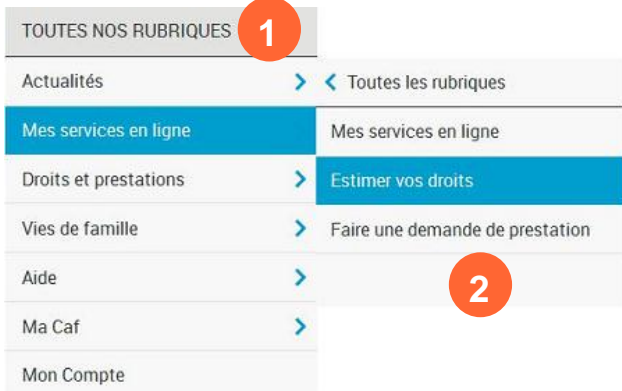 TOUTES NOS RUBRIQUES
1
Actualités
Mes services en ligne
Droits et prestations
Vies de famille
Aide
Ma Caf
Mon Compte
Toutes les rubriques
Mes services en ligne
Estimer vos droits
Faire une demande de prestation
2